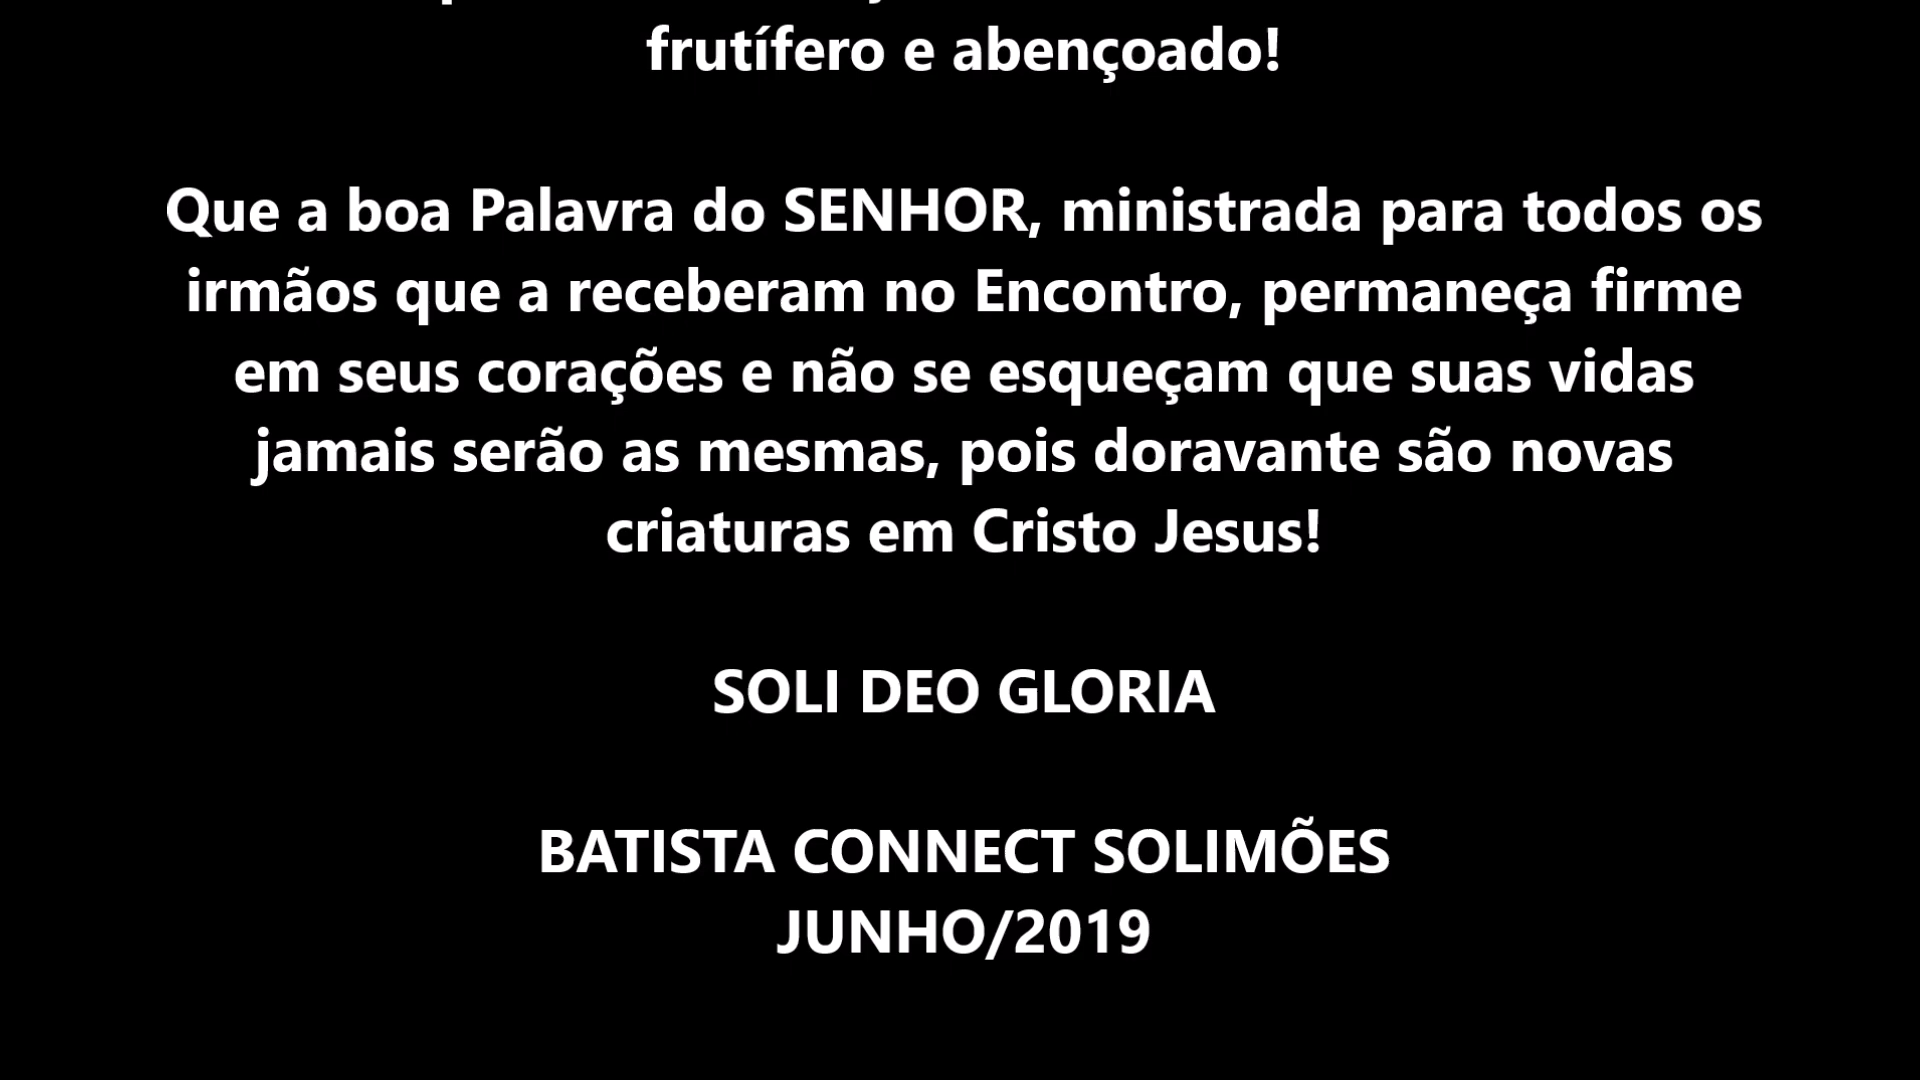 frutífero e abençoado!
Que a boa Palavra do SENHOR, ministrada para todos os
irmãos que a receberam no Encontro, permaneça firme
em seus corações e não se esqueçam que suas vidas
jamais serão as mesmas, pois doravante são novas
criaturas em Cristo Jesus!
SOLI DEO GLORIA
BATISTA CONNECT SOLIMÕES
JUNHO/2019